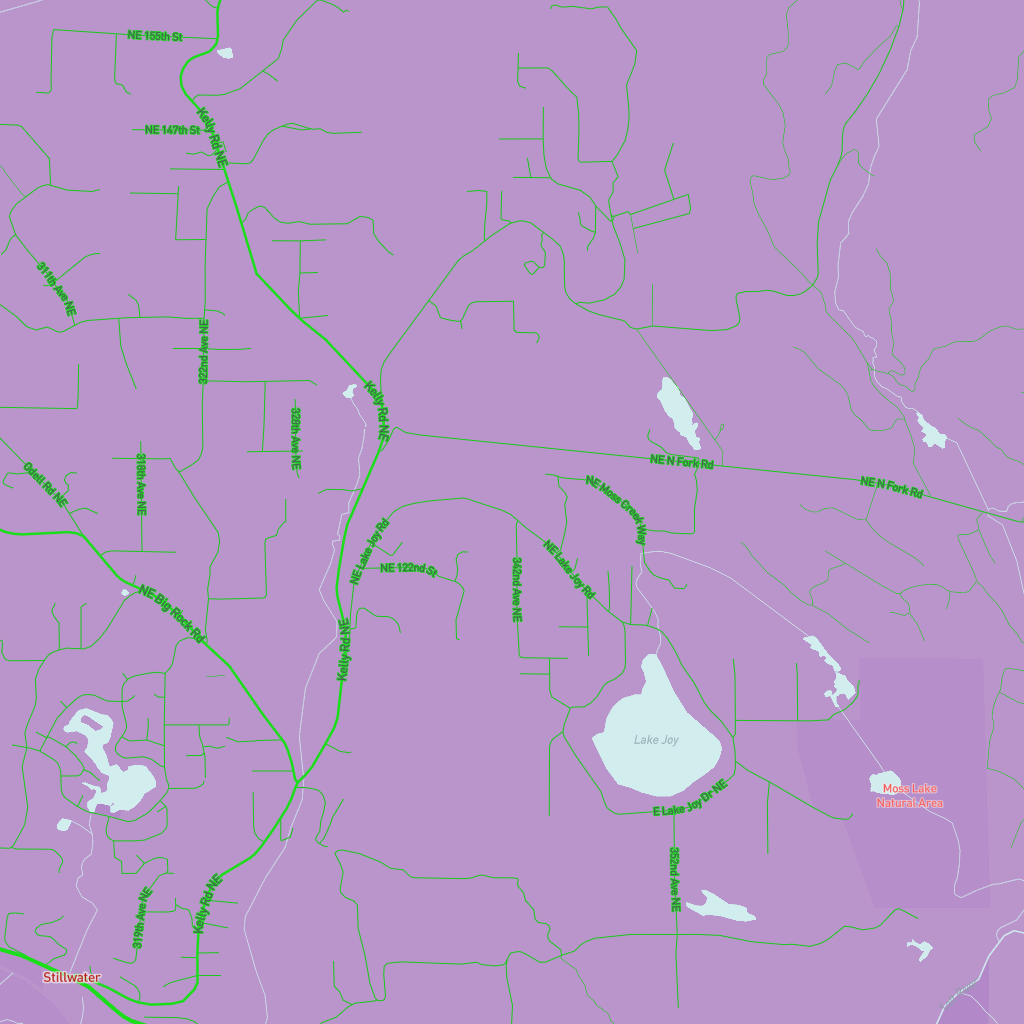 NE 155th St
Kelly Rd NE
NE 147th St
311th Ave NE
322nd Ave NE
Kelly Rd NE
328th Ave NE
318th Ave NE
Odell Rd NE
NE N Fork Rd
NE N Fork Rd
NE Moss Creek Way
NE Lake Joy Rd
NE 122nd St
NE Lake Joy Rd
342nd Ave NE
NE Big Rock Rd
Kelly Rd NE
Lake Joy
E Lake Joy Dr NE
Moss Lake
Natural Area
352nd Ave NE
319th Ave NE
Kelly Rd NE
Stillwater